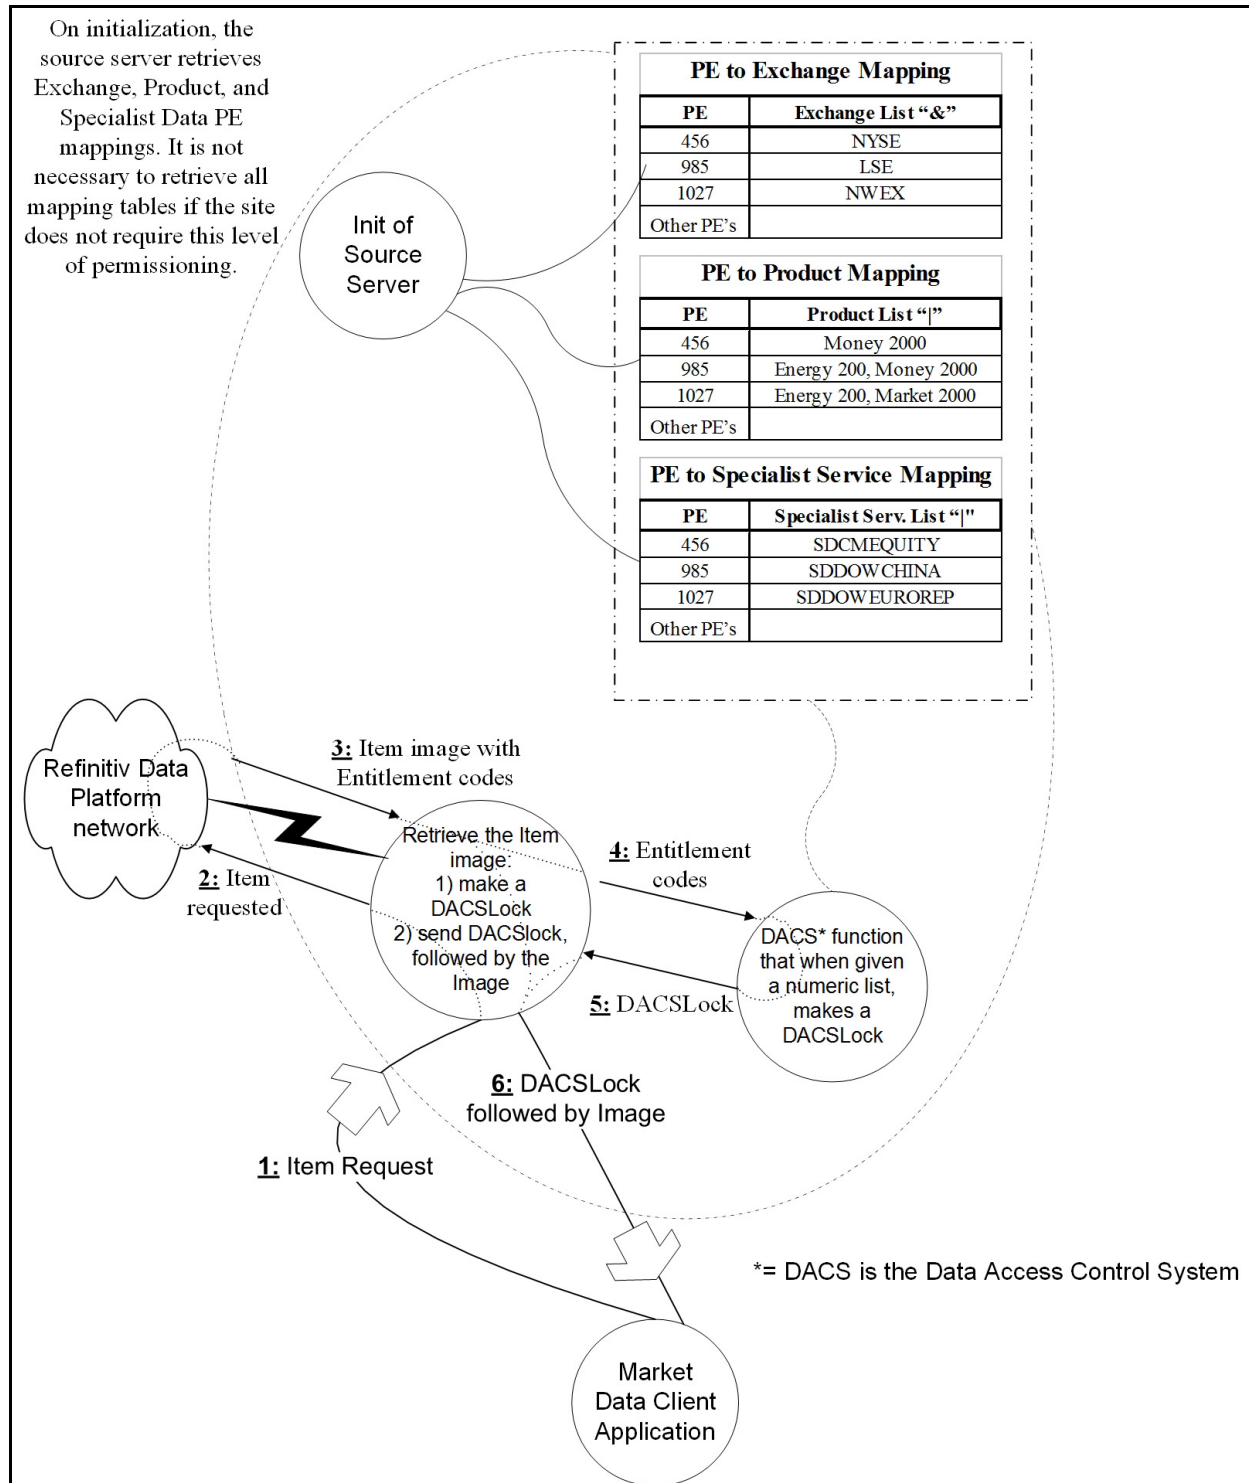 On initialization, the
source server retrieves
Exchange, Product, and
Specialist Data PE
mappings. It is not
necessary to retrieve all
mapping tables if the site
does not require this level
of permissioning.
Init of
Source
Server
PE to Exchange Mapping
PE Exchange List “&”
456 NYSE
985 LSE
1027 NWEX
Other PE’s
PE to Product Mapping
PE Product List “|”
456 Money 2000
985 Energy 200, Money 2000
1027 Energy 200, Market 2000
Other PE’s
PE to Specialist Service Mapping
PE Specialist Serv. List “|"
456 SDCMEQUITY
985 SDDOWCHINA
1027 SDDOWEUROREP
Other PE’s
Refinitiv Data
Platform
network
3: Item image with
Entitlement codes
2: Item
requested
Retrieve the Item
image:
1) make a
DACSLock
2) send DACSlock,
followed by the
Image
4: Entitlement
codes
5: DACSLock
DACS* function
that when given
a numeric list,
makes a
DACSLock
6: DACSLock
followed by Image
1: Item Request
*= DACS is the Data Access Control System
Market
Data Client
Application